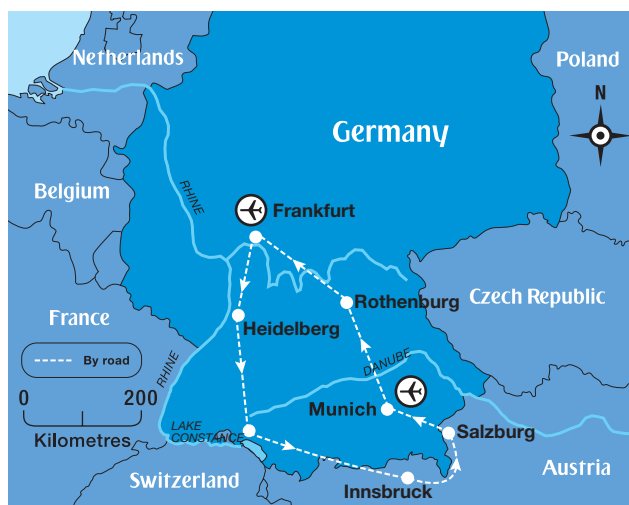 Netherlands
Poland
N
Germany
Belgium
RHINE
Frankfurt
Rothenburg
Czech Republic
France
Heidelberg
By road
RHINE
DANUBE
0 200
Kilometres
Munich
LAKE
CONSTANCE
Salzburg
Switzerland
Innsbruck
Austria